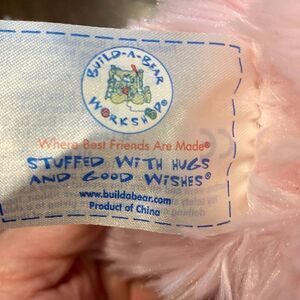 BUILD-A-BEAR
WORKSHOP®
Where Best Friends Are Made®
STUFFED WITH HUGS
AND GOOD WISHES®
www.buildabear.com
Product of China